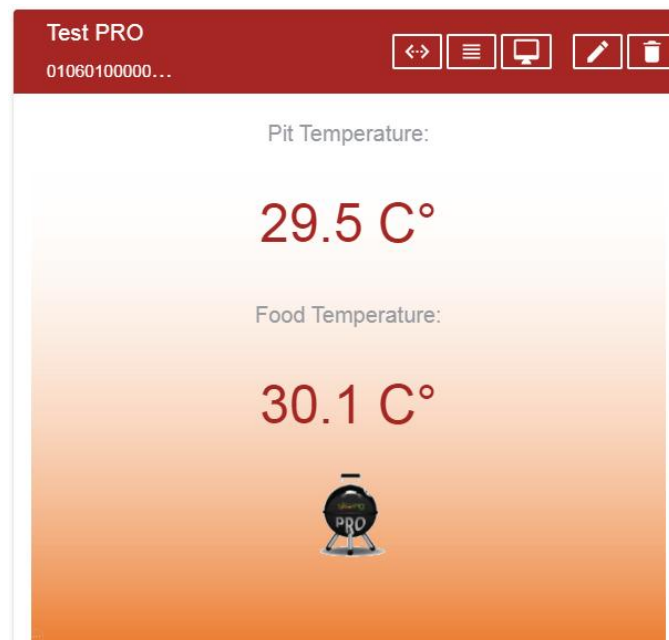 Test PRO
01060100000...
Pit Temperature:
29.5 C°
Food Temperature:
30.1 C°
PRO